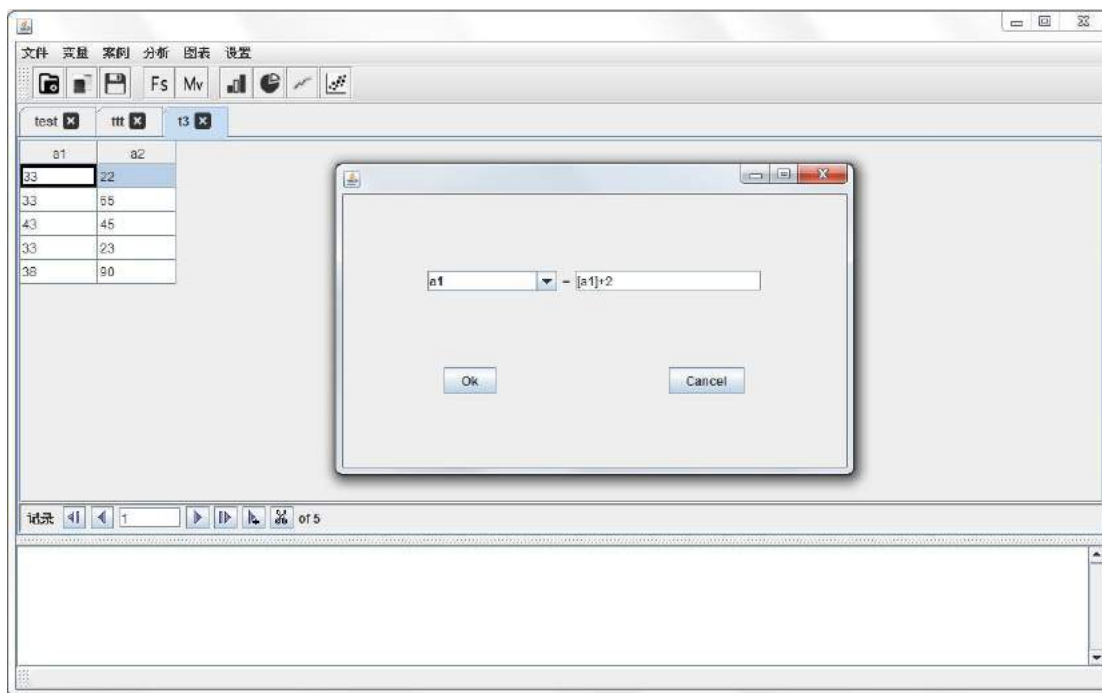 文件 变量 案例 分析 图表 设置
Fs Mv
test ttt t3
a1 a2
33 22
33 55
43 45
33 23
38 90
a1 = [a1]+2
Ok Cancel
记录 1 of 5